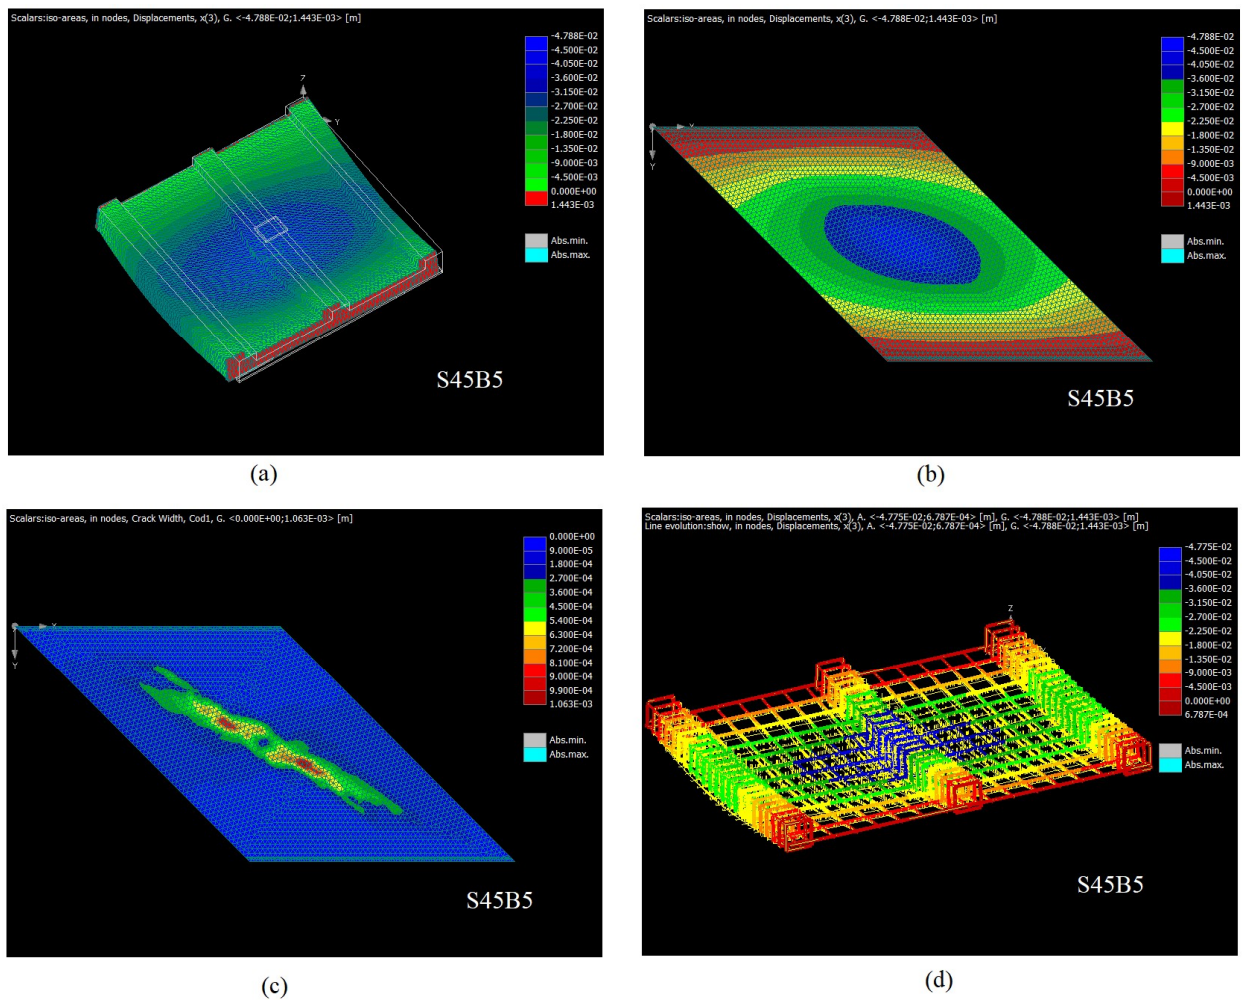 Scalars:iso-areas, in nodes, Displacements, x(3), G. <-4.788E-02;1.443E-03> [m]
-4.788E-02
-4.500E-02
-4.050E-02
-3.600E-02
-3.150E-02
-2.700E-02
-2.250E-02
-1.800E-02
-1.350E-02
-9.000E-03
-4.500E-03
0.000E+00
1.443E-03
Abs.min.
Abs.max.
Z
Y
S45B5
(a)
Scalars:iso-areas, in nodes, Displacements, x(3), G. <-4.788E-02;1.443E-03> [m]
-4.788E-02
-4.500E-02
-4.050E-02
-3.600E-02
-3.150E-02
-2.700E-02
-2.250E-02
-1.800E-02
-1.350E-02
-9.000E-03
-4.500E-03
0.000E+00
1.443E-03
Abs.min.
Abs.max.
X
Y
S45B5
(b)
Scalars:iso-areas, in nodes, Crack Width, Cod1, G. <0.000E+00;1.063E-03> [m]
0.000E+00
9.000E-05
1.800E-04
2.700E-04
3.600E-04
4.500E-04
5.400E-04
6.300E-04
7.200E-04
8.100E-04
9.000E-04
9.900E-04
1.063E-03
Abs.min.
Abs.max.
X
Y
S45B5
(c)
Scalars:iso-areas, in nodes, Displacements, x(3), A. <-4.775E-02;6.787E-04> [m], G. <-4.788E-02;1.443E-03> [m]
Line evolution:show, in nodes, Displacements, x(3), A. <-4.775E-02;6.787E-04> [m], G. <-4.788E-02;1.443E-03> [m]
-4.775E-02
-4.500E-02
-4.050E-02
-3.600E-02
-3.150E-02
-2.700E-02
-2.250E-02
-1.800E-02
-1.350E-02
-9.000E-03
-4.500E-03
0.000E+00
6.787E-04
Abs.min.
Abs.max.
Z
S45B5
(d)